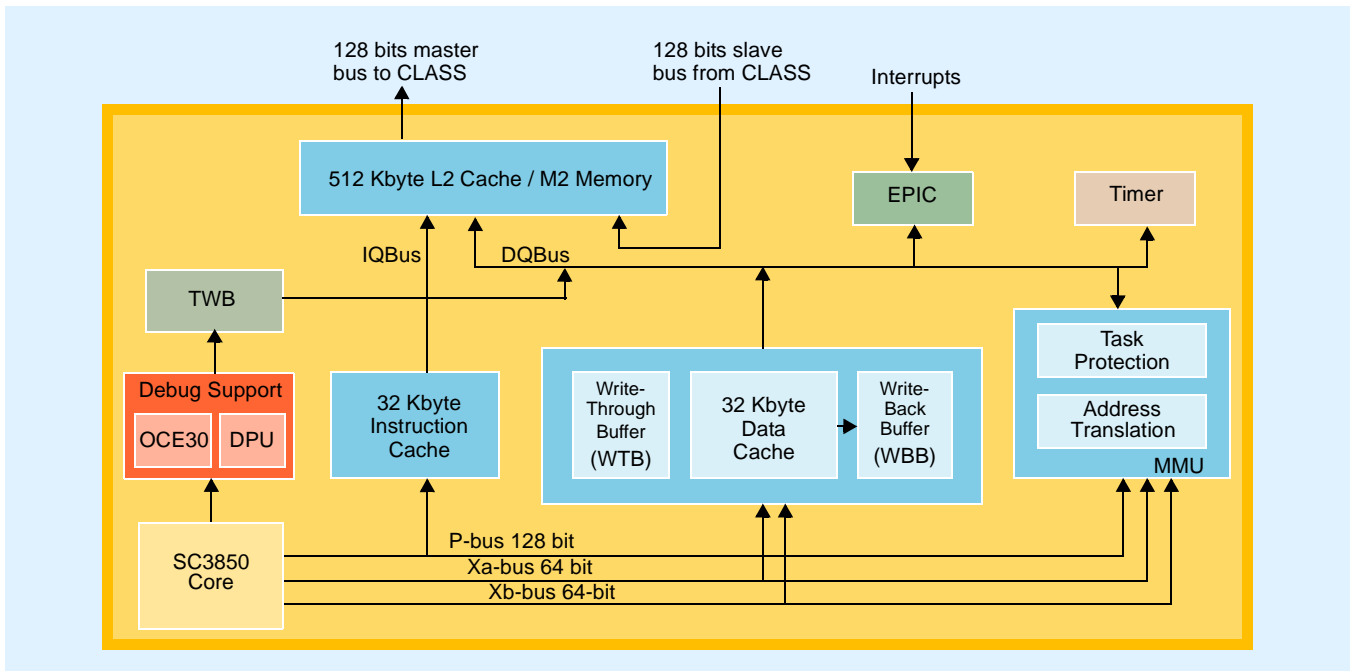 128 bits master
bus to CLASS
128 bits slave
bus from CLASS
Interrupts
512 Kbyte L2 Cache / M2 Memory
EPIC
Timer
IQBus
DQBus
TWB
Task
Protection
Address
Translation
MMU
Debug Support
OCE30
DPU
32 Kbyte
Instruction
Cache
Write-
Through
Buffer
(WTB)
32 Kbyte
Data
Cache
Write-
Back
Buffer
(WBB)
SC3850
Core
P-bus 128 bit
Xa-bus 64 bit
Xb-bus 64-bit